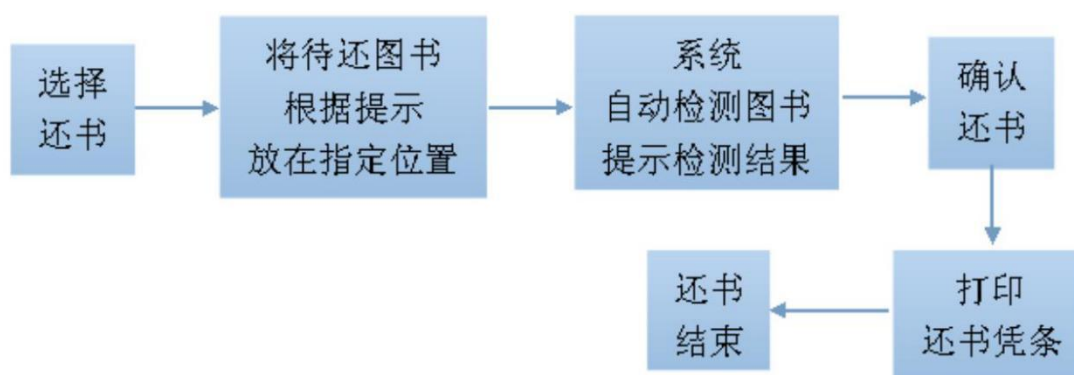 选择
还书
将待还图书
根据提示
放在指定位置
系统
自动检测图书
提示检测结果
确认
还书
打印
还书凭条
还书
结束